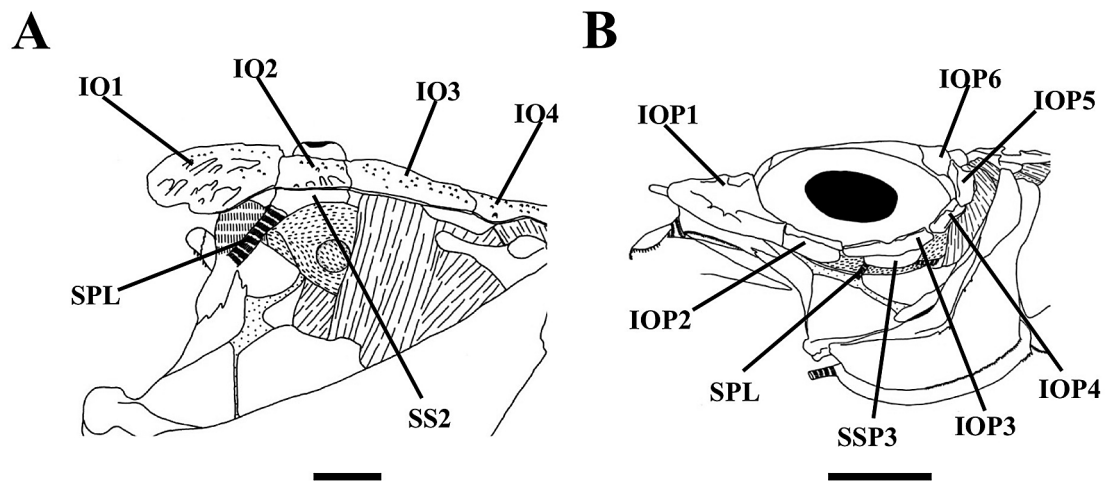 A
IO1
IO2
IO3
IO4
SPL
SS2
B
IOP1
IOP6
IOP5
IOP2
SPL
SSP3
IOP3
IOP4